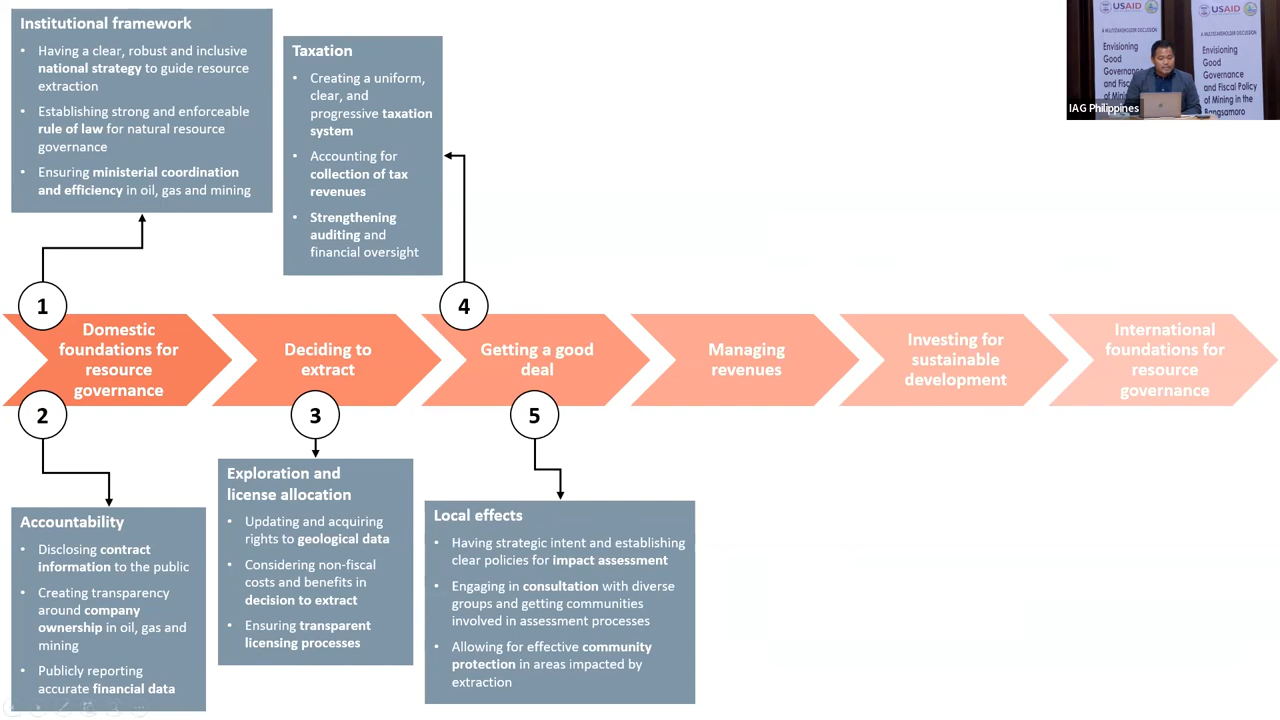 Institutional framework
• Having a clear, robust and inclusive
national strategy to guide resource
extraction
• Establishing strong and enforceable
rule of law for natural resource
governance
• Ensuring ministerial coordination
and efficiency in oil, gas and mining
Taxation
• Creating a uniform,
clear, and
progressive taxation
system
• Accounting for
collection of tax
revenues
• Strengthening
auditing and
financial oversight
USAID
USAID
A MULTISTAKEHOLDER DISCUSSION
Envisioning
Good
Governance
and Fiscal Policy
of Mining in the
Bangsamoro
IAG Philippines
1
4
Domestic
foundations for
resource
governance
Deciding to
extract
Getting a good
deal
Managing
revenues
Investing for
sustainable
development
International
foundations for
resource
governance
2
3
5
Accountability
• Disclosing contract
information to the public
• Creating transparency
around company
ownership in oil, gas and
mining
• Publicly reporting
accurate financial data
Exploration and
license allocation
• Updating and acquiring
rights to geological data
• Considering non-fiscal
costs and benefits in
decision to extract
• Ensuring transparent
licensing processes
Local effects
• Having strategic intent and establishing
clear policies for impact assessment
• Engaging in consultation with diverse
groups and getting communities
involved in assessment processes
• Allowing for effective community
protection in areas impacted by
extraction